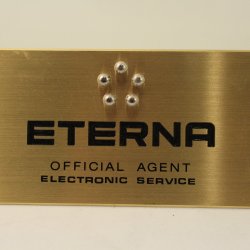 ETERNA
OFFICIAL AGENT
ELECTRONIC SERVICE